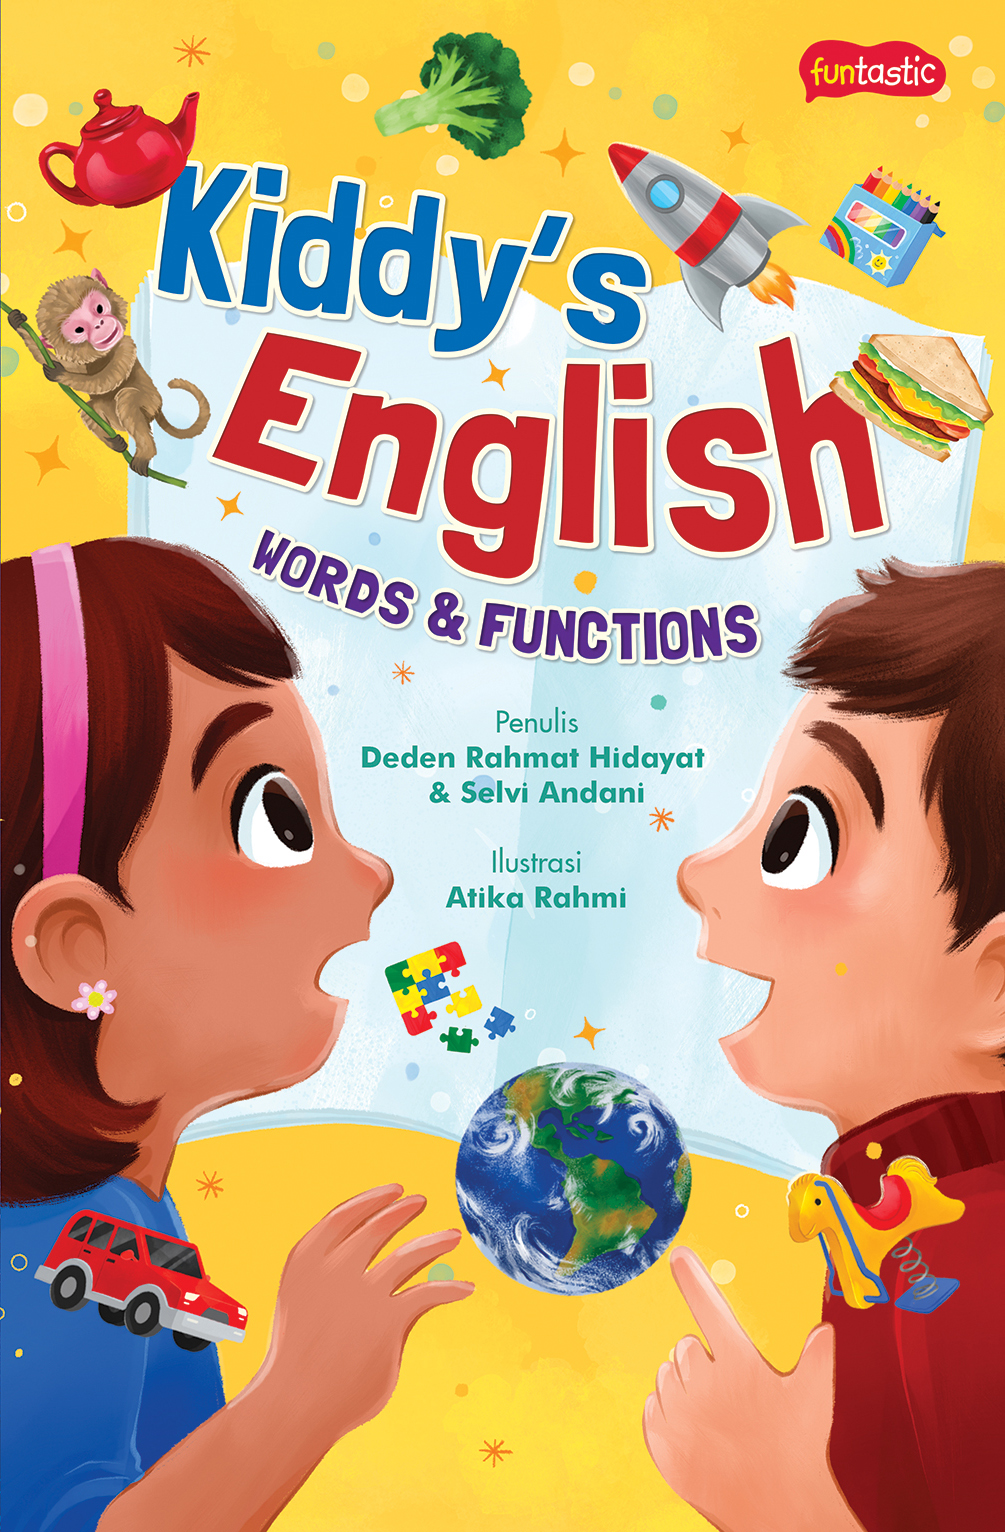 funtastic
Kiddy's
English
WORDS & FUNCTIONS
Penulis
Deden Rahmat Hidayat
& Selvi Andani
Ilustrasi
Atika Rahmi